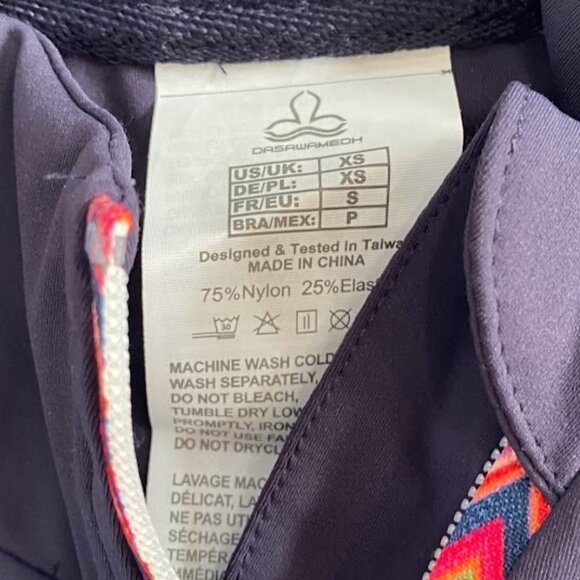 DASAWAMEDH
US/UK: XS
DE/PL: XS
FR/EU: S
BRA/MEX: P
Designed & Tested in Taiwa
MADE IN CHINA
75%Nylon 25%Elas
30
MACHINE WASH COLD
WASH SEPARATELY,
DO NOT BLEACH,
TUMBLE DRY LOW
PROMPTLY, IRON
DO NOT USE FA
DO NOT DRYCL
LAVAGE MAC
DÉLICAT, LA
NE PAS UTI
SÉCHAGE
TEMPÉR
IMMÉDI